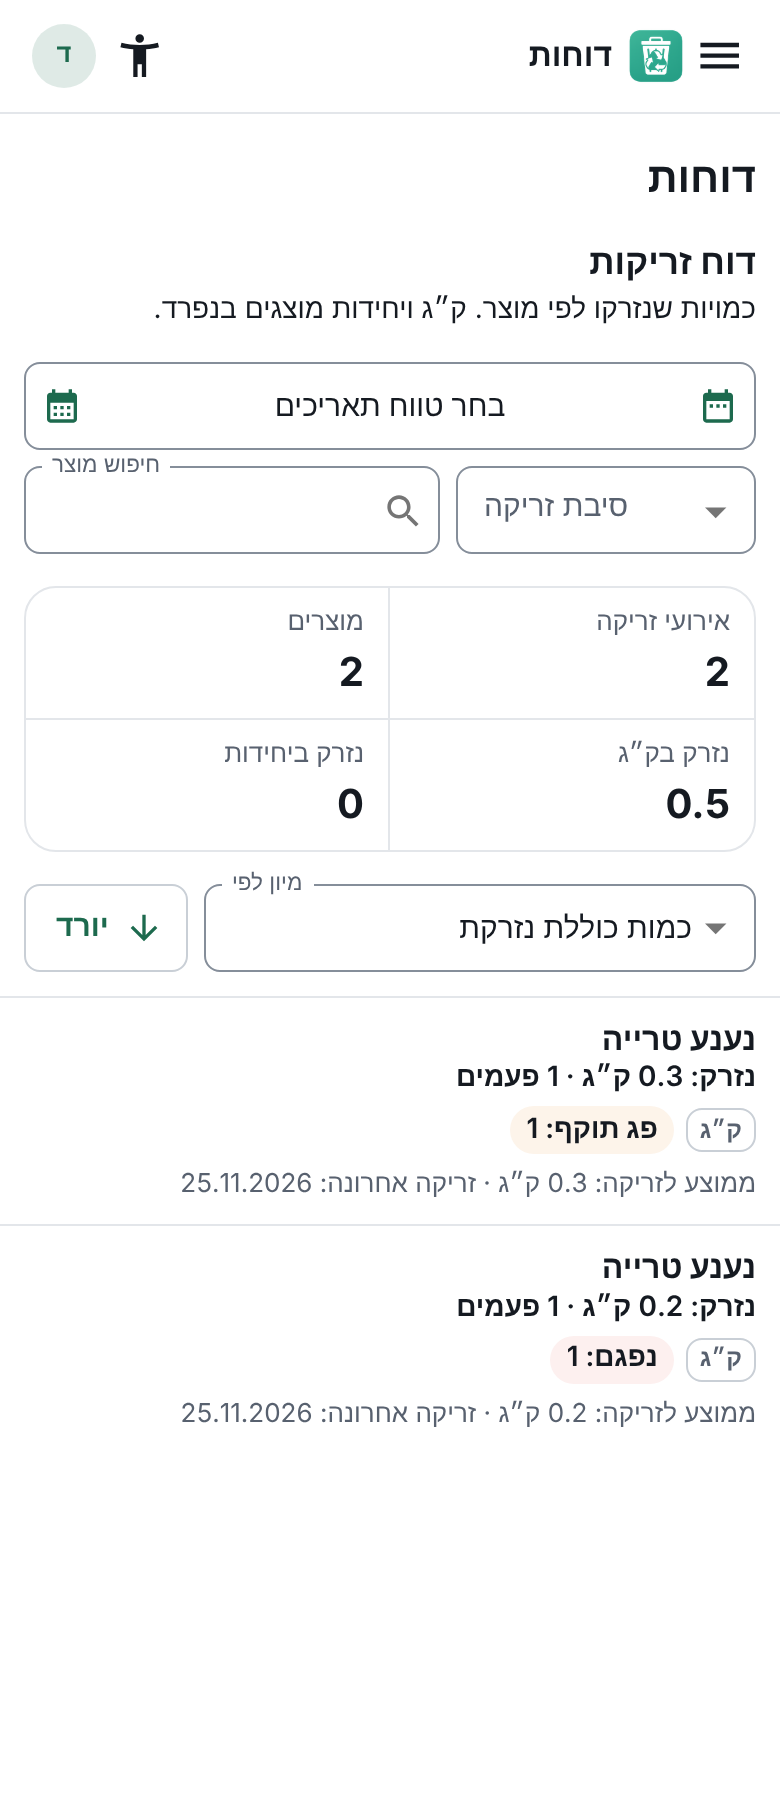 דוחות
ד
דוחות
דוח זריקות
כמויות שנזרקו לפי מוצר. ק״ג ויחידות מוצגים בנפרד.
בחר טווח תאריכים
סיבת זריקה
חיפוש מוצר
אירועי זריקה
2
מוצרים
2
נזרק בק״ג
0.5
נזרק ביחידות
0
מיון לפי
כמות כוללת נזרקת
יורד
נענע טרייה
נזרק: 0.3 ק״ג · 1 פעמים
ק״ג
פג תוקף: 1
ממוצע לזריקה: 0.3 ק״ג · זריקה אחרונה: 25.11.2026
נענע טרייה
נזרק: 0.2 ק״ג · 1 פעמים
ק״ג
נפגם: 1
ממוצע לזריקה: 0.2 ק״ג · זריקה אחרונה: 25.11.2026